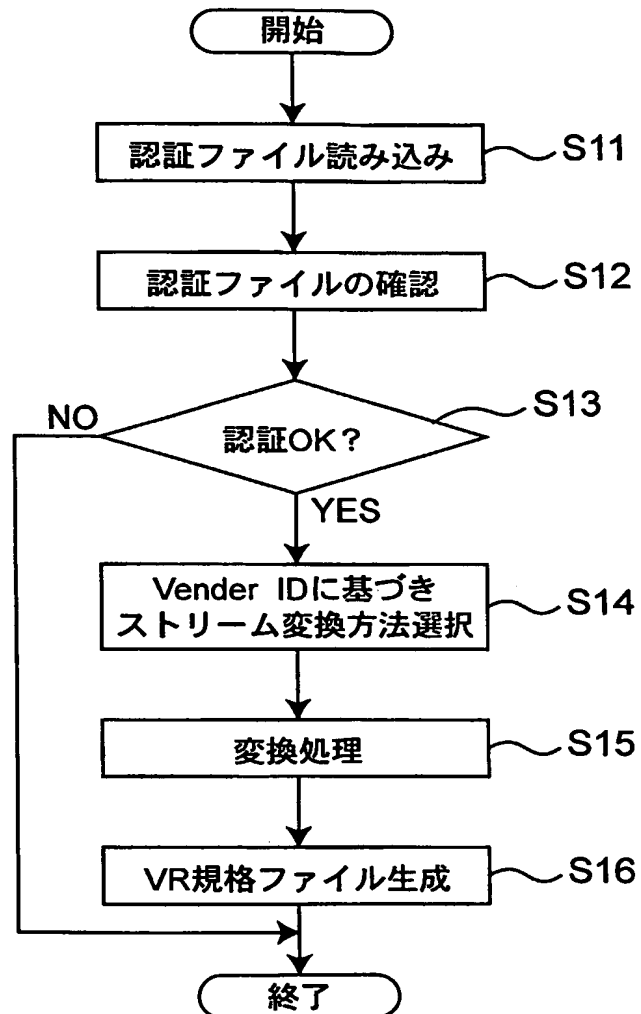 開始
認証ファイル読み込み
S11
認証ファイルの確認
S12
認証OK?
S13
NO
YES
Vender IDに基づき
ストリーム変換方法選択
S14
変換処理
S15
VR規格ファイル生成
S16
終了